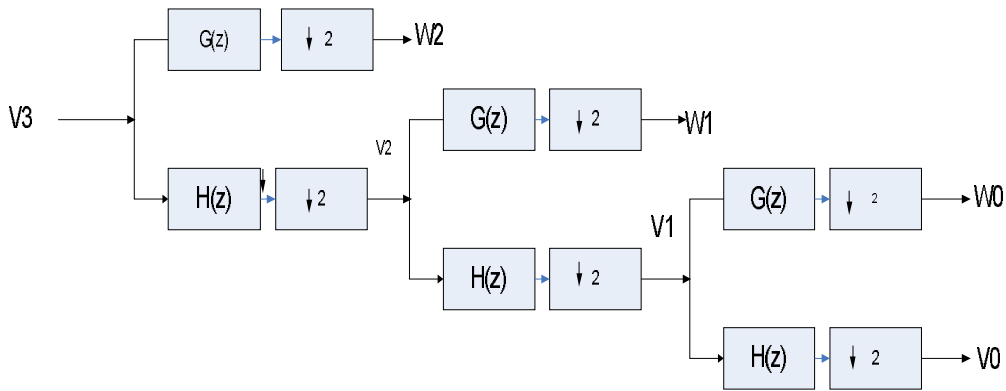 G(z)
↓ 2
W2
V3
H(z)
↓ 2
V2
G(z)
↓ 2
W1
H(z)
↓ 2
V1
G(z)
↓ 2
W0
H(z)
↓ 2
V0